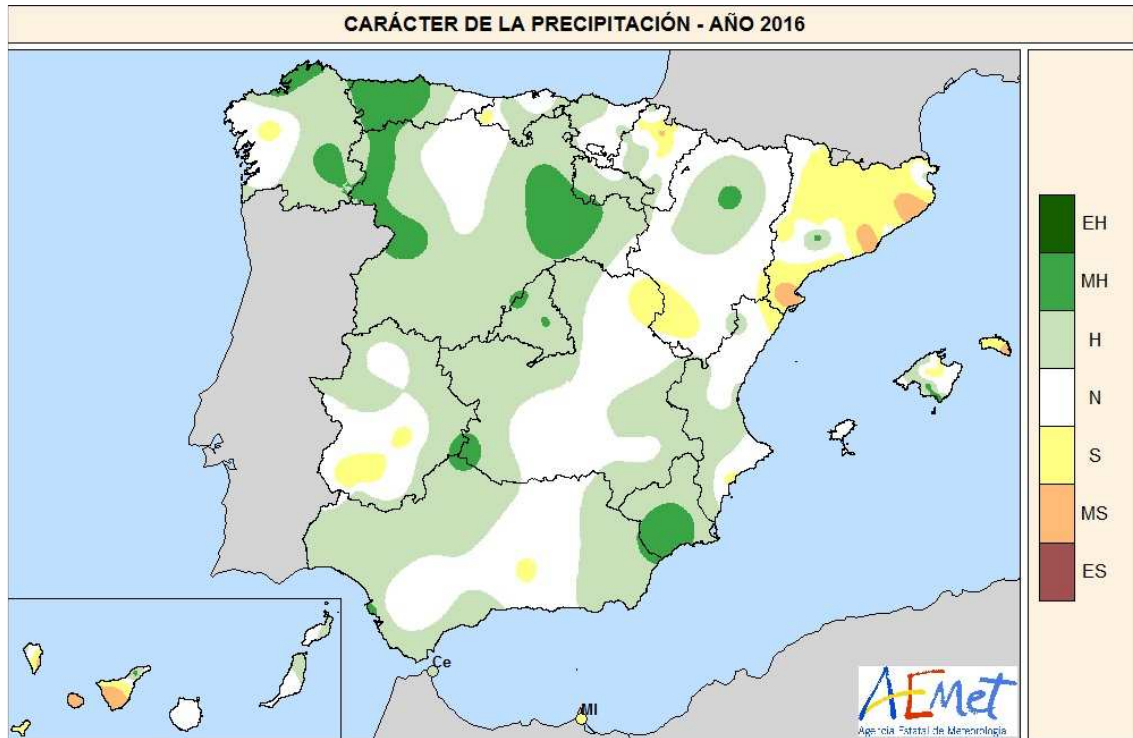 CARÁCTER DE LA PRECIPITACIÓN - AÑO 2016
EH
MH
H
N
S
MS
ES
Ce
Ml
AEMet
Agencia Estatal de Meteorología